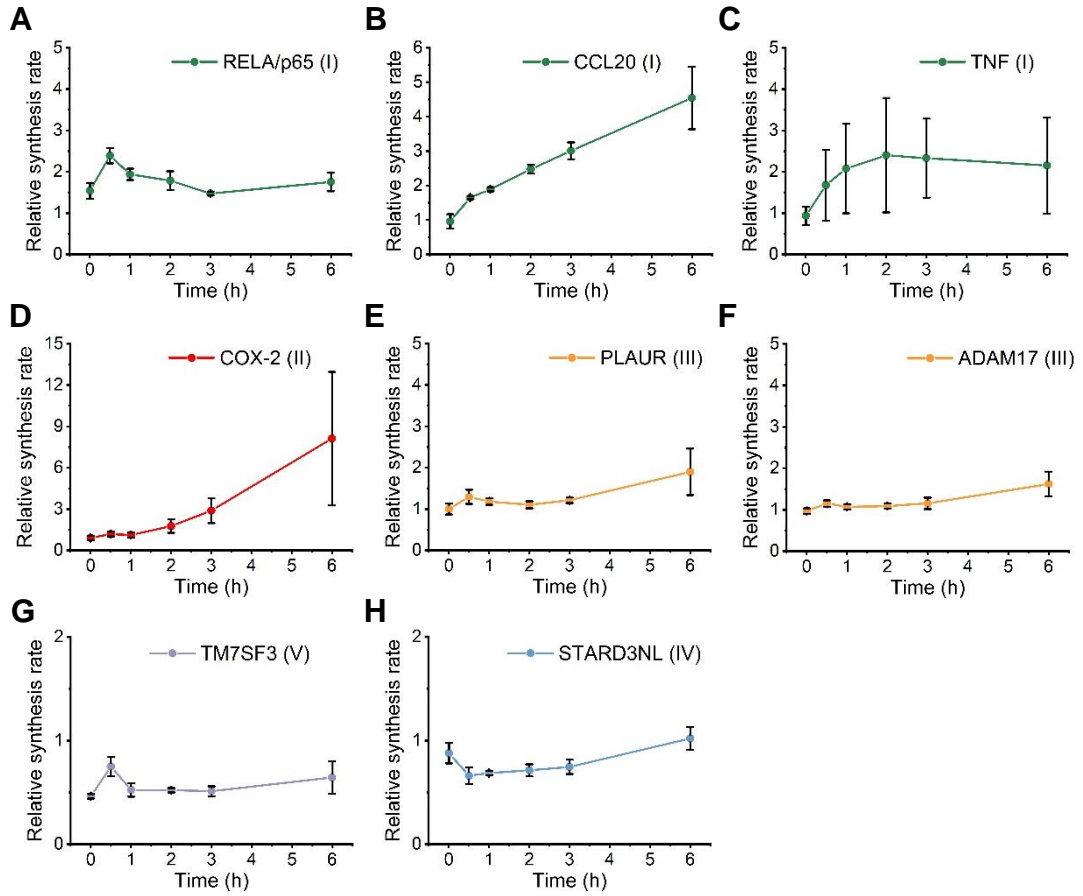 A
RELA/p65 (I)
Relative synthesis rate
5
4
3
2
1
0
0 1 2 3 4 5 6
Time (h)
B
CCL20 (I)
Relative synthesis rate
6
5
4
3
2
1
0
0 1 2 3 4 5 6
Time (h)
C
TNF (I)
Relative synthesis rate
5
4
3
2
1
0
0 1 2 3 4 5 6
Time (h)
D
COX-2 (II)
Relative synthesis rate
15
12
9
6
3
0
0 1 2 3 4 5 6
Time (h)
E
PLAUR (III)
Relative synthesis rate
5
4
3
2
1
0
0 1 2 3 4 5 6
Time (h)
F
ADAM17 (III)
Relative synthesis rate
5
4
3
2
1
0
0 1 2 3 4 5 6
Time (h)
G
TM7SF3 (V)
Relative synthesis rate
2
1
0
0 1 2 3 4 5 6
Time (h)
H
STARD3NL (IV)
Relative synthesis rate
2
1
0
0 1 2 3 4 5 6
Time (h)